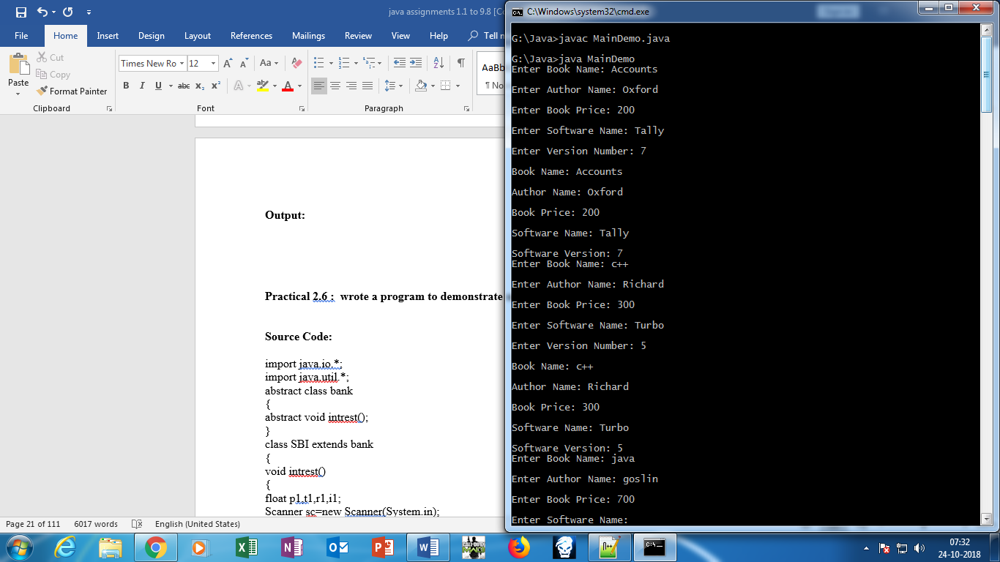 java assignments 1.1 to 9.8 [Co
File Home Insert Design Layout References Mailings Review View Help Tell
Paste
Cut
Copy
Format Painter
Clipboard
Times New Ro 12
B I U abc x₂ x²
Font
Paragraph
AaBb
¶ No
Output:
Practical 2.6 : wrote a program to demonstrate
Source Code:
import java.io.*;
import java.util.*;
abstract class bank
{
abstract void intrest();
}
class SBI extends bank
{
void intrest()
{
float p1,t1,r1,i1;
Scanner sc=new Scanner(System.in);
Page 21 of 111 6017 words English (United States)
C:\Windows\system32\cmd.exe
G:\Java>javac MainDemo.java
G:\Java>java MainDemo
Enter Book Name: Accounts
Enter Author Name: Oxford
Enter Book Price: 200
Enter Software Name: Tally
Enter Version Number: 7
Book Name: Accounts
Author Name: Oxford
Book Price: 200
Software Name: Tally
Software Version: 7
Enter Book Name: c++
Enter Author Name: Richard
Enter Book Price: 300
Enter Software Name: Turbo
Enter Version Number: 5
Book Name: c++
Author Name: Richard
Book Price: 300
Software Name: Turbo
Software Version: 5
Enter Book Name: java
Enter Author Name: goslin
Enter Book Price: 700
Enter Software Name:
07:32
24-10-2018